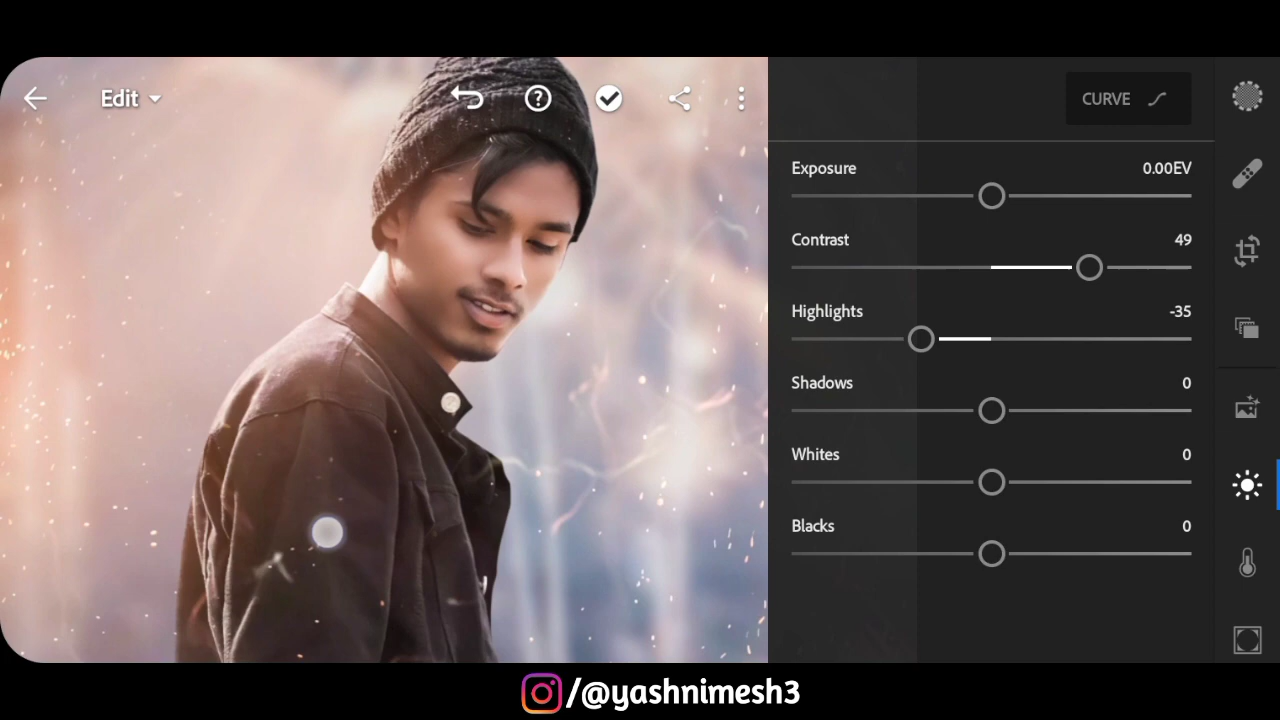 Edit
CURVE
Exposure 0.00EV
Contrast 49
Highlights -35
Shadows 0
Whites 0
Blacks 0
/@yashnimesh3